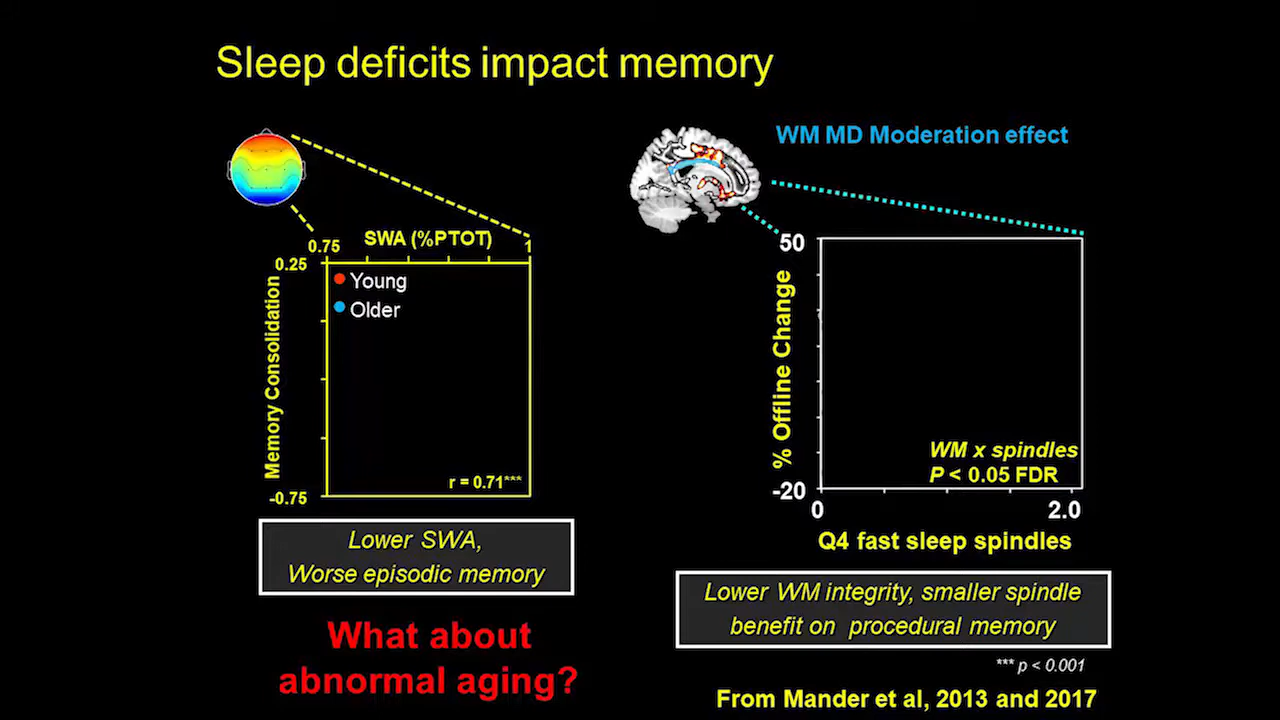 Sleep deficits impact memory
0.75 SWA (%PTOT) 1
0.25
Memory Consolidation
Young
Older
r = 0.71***
-0.75
Lower SWA,
Worse episodic memory
What about
abnormal aging?
WM MD Moderation effect
50
% Offline Change
WM x spindles
P < 0.05 FDR
-20
0 2.0
Q4 fast sleep spindles
Lower WM integrity, smaller spindle
benefit on procedural memory
*** p < 0.001
From Mander et al, 2013 and 2017